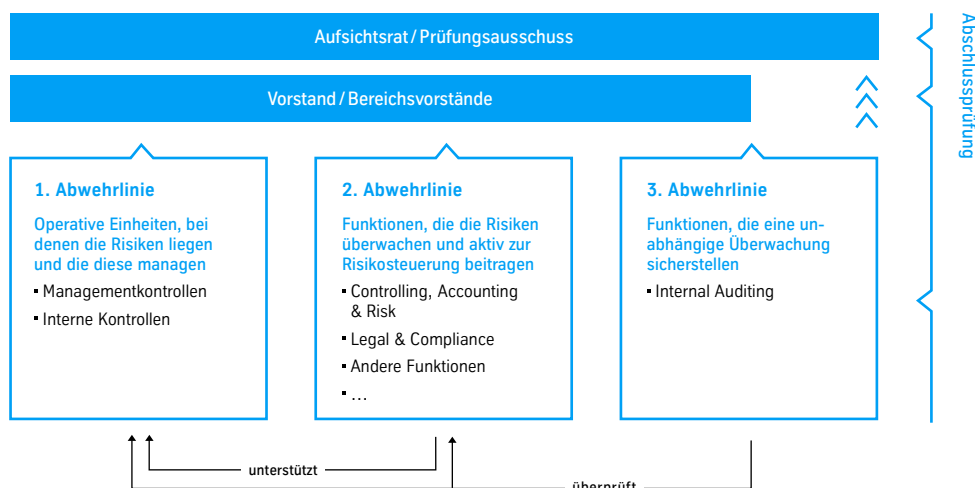 Aufsichtsrat / Prüfungsausschuss
Vorstand / Bereichsvorstände
Abschlussprüfung
1. Abwehrlinie
Operative Einheiten, bei
denen die Risiken liegen
und die diese managen
▪ Managementkontrollen
▪ Interne Kontrollen
2. Abwehrlinie
Funktionen, die die Risiken
überwachen und aktiv zur
Risikosteuerung beitragen
▪ Controlling, Accounting
& Risk
▪ Legal & Compliance
▪ Andere Funktionen
▪ …
3. Abwehrlinie
Funktionen, die eine un-
abhängige Überwachung
sicherstellen
▪ Internal Auditing
unterstützt
überprüft